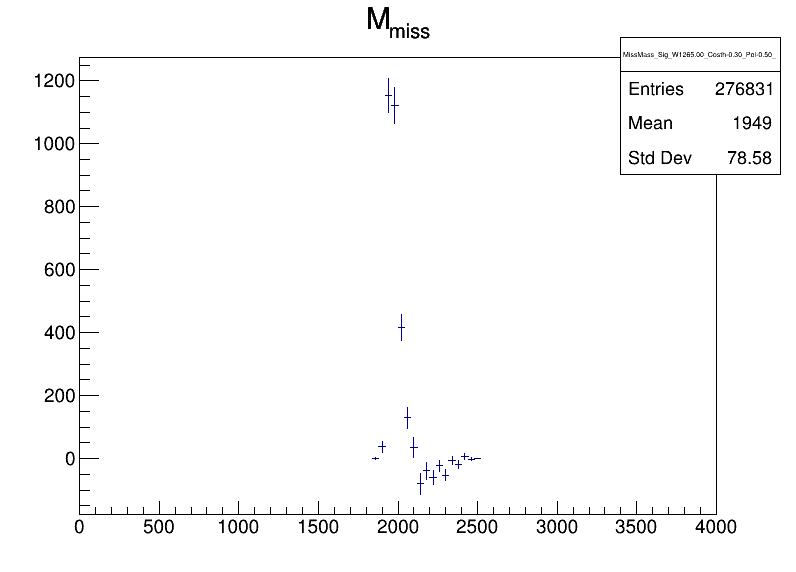 M_miss
MissMass_Sig_W1265.00_Costh-0.30_Pol-0.50_
Entries 276831
Mean 1949
Std Dev 78.58
1200
1000
800
600
400
200
0
0 500 1000 1500 2000 2500 3000 3500 4000